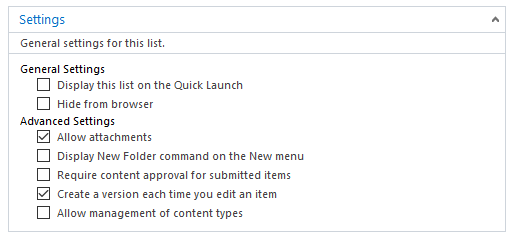 Settings
General settings for this list.
General Settings
Display this list on the Quick Launch
Hide from browser
Advanced Settings
Allow attachments
Display New Folder command on the New menu
Require content approval for submitted items
Create a version each time you edit an item
Allow management of content types